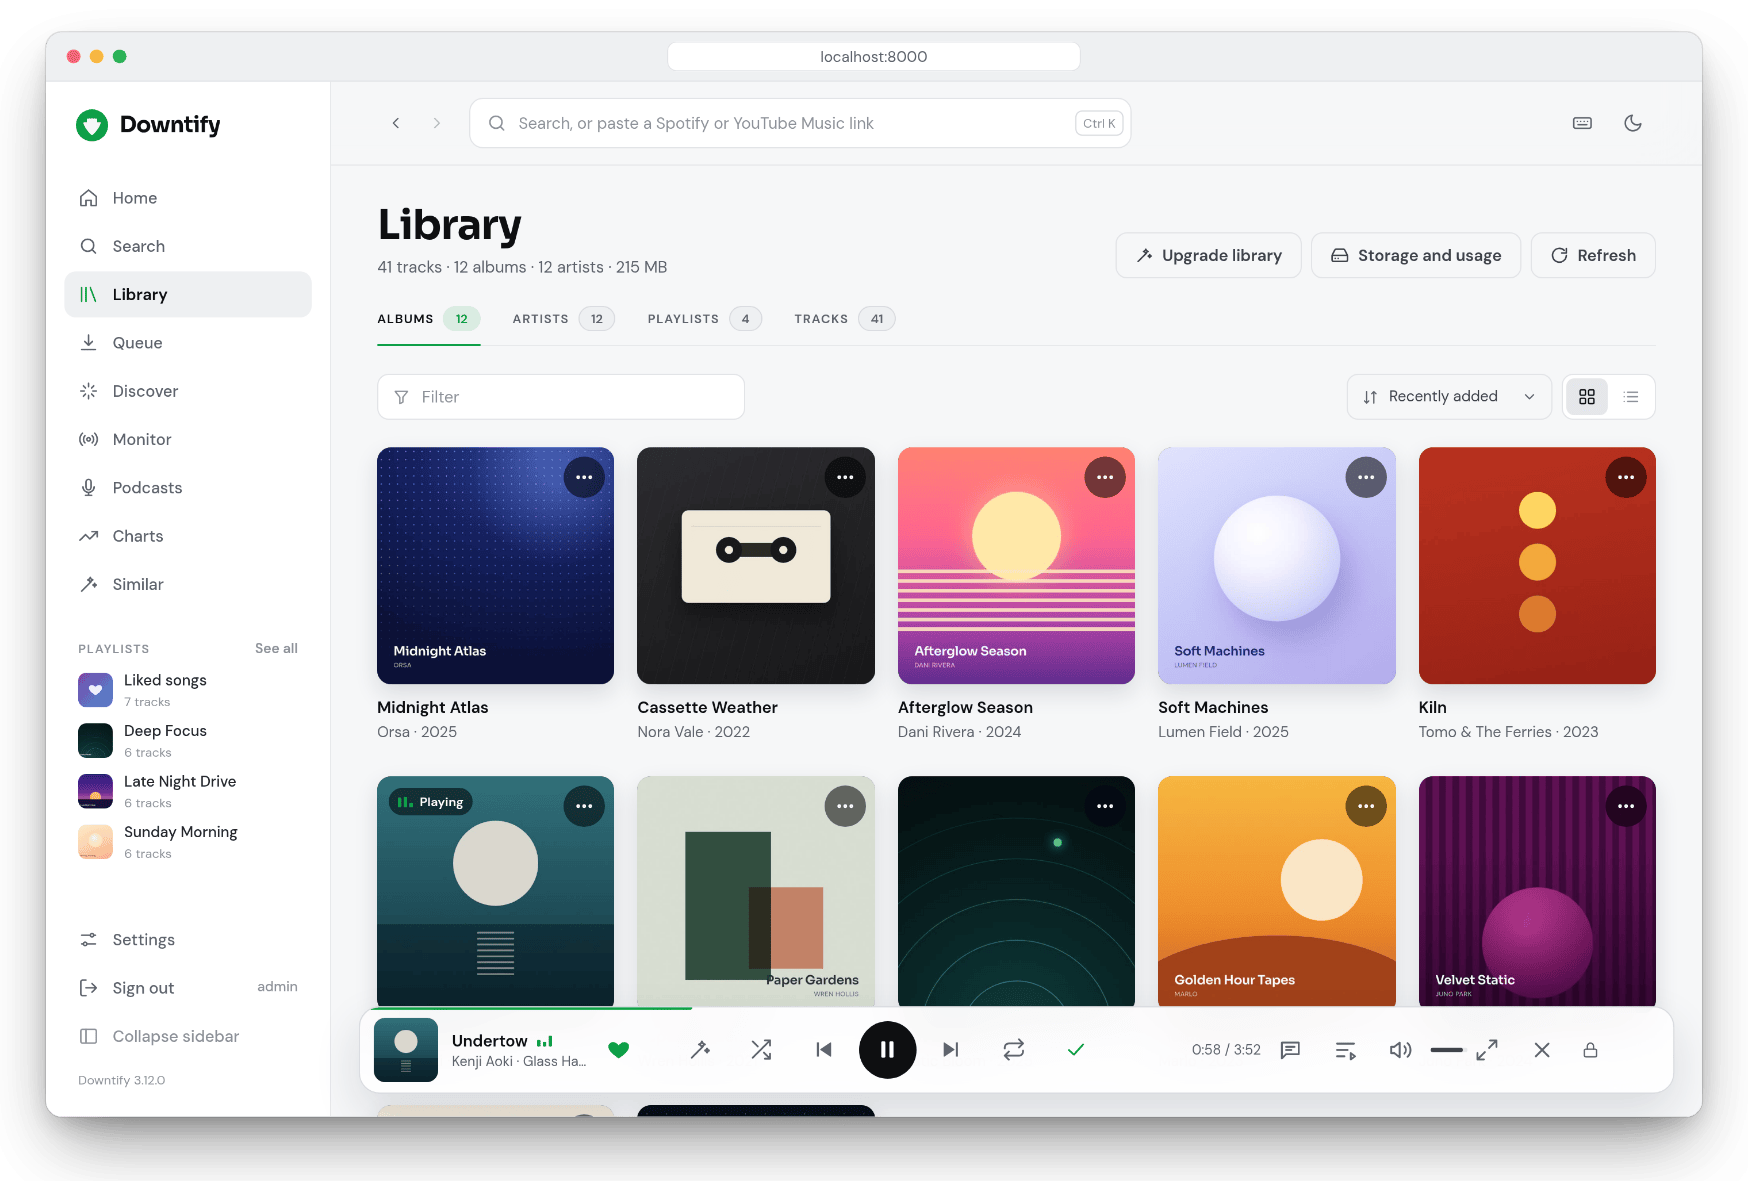 localhost:8000
Downtify
Search, or paste a Spotify or YouTube Music link
Ctrl K
Home
Search
Library
Queue
Discover
Monitor
Podcasts
Charts
Similar
PLAYLISTS
See all
Liked songs
7 tracks
Deep Focus
6 tracks
Late Night Drive
6 tracks
Sunday Morning
6 tracks
Settings
Sign out
admin
Collapse sidebar
Downtify 3.12.0
Library
41 tracks · 12 albums · 12 artists · 215 MB
Upgrade library
Storage and usage
Refresh
ALBUMS 12
ARTISTS 12
PLAYLISTS 4
TRACKS 41
Filter
Recently added
Midnight Atlas
ORSA
Afterglow Season
DANI RIVERA
Soft Machines
LUMEN FIELD
Midnight Atlas
Orsa · 2025
Cassette Weather
Nora Vale · 2022
Afterglow Season
Dani Rivera · 2024
Soft Machines
Lumen Field · 2025
Kiln
Tomo & The Ferries · 2023
Playing
Paper Gardens
WREN HOLLIS
Golden Hour Tapes
MARLO
Velvet Static
JUNO PARK
Undertow
Kenji Aoki · Glass Ha...
0:58 / 3:52